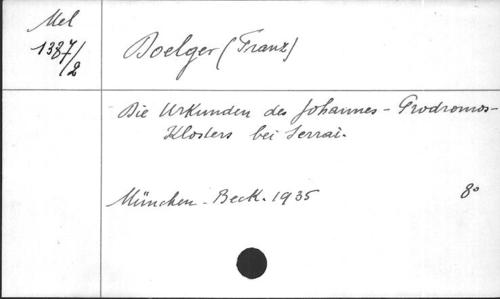 Mel
1387/2
Doelger (Franz)
Die Urkunden des Johannes-Prodromos-
Klosters bei Serrai.
München - Beck. 1935 8°